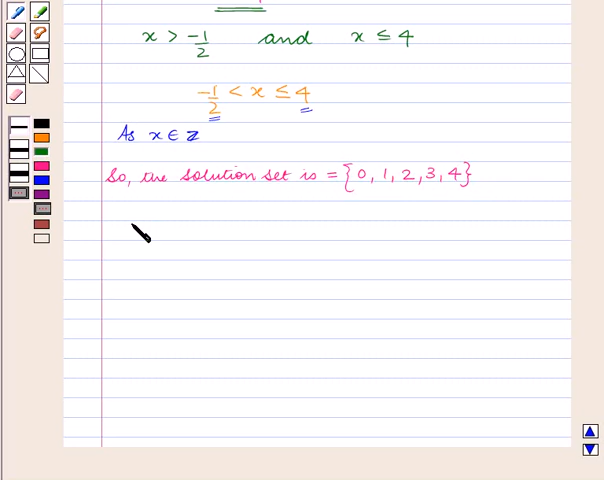 x > -1/2 and x ≤ 4
-1/2 < x ≤ 4
As x ∈ z
So, the solution set is = {0, 1, 2, 3, 4}